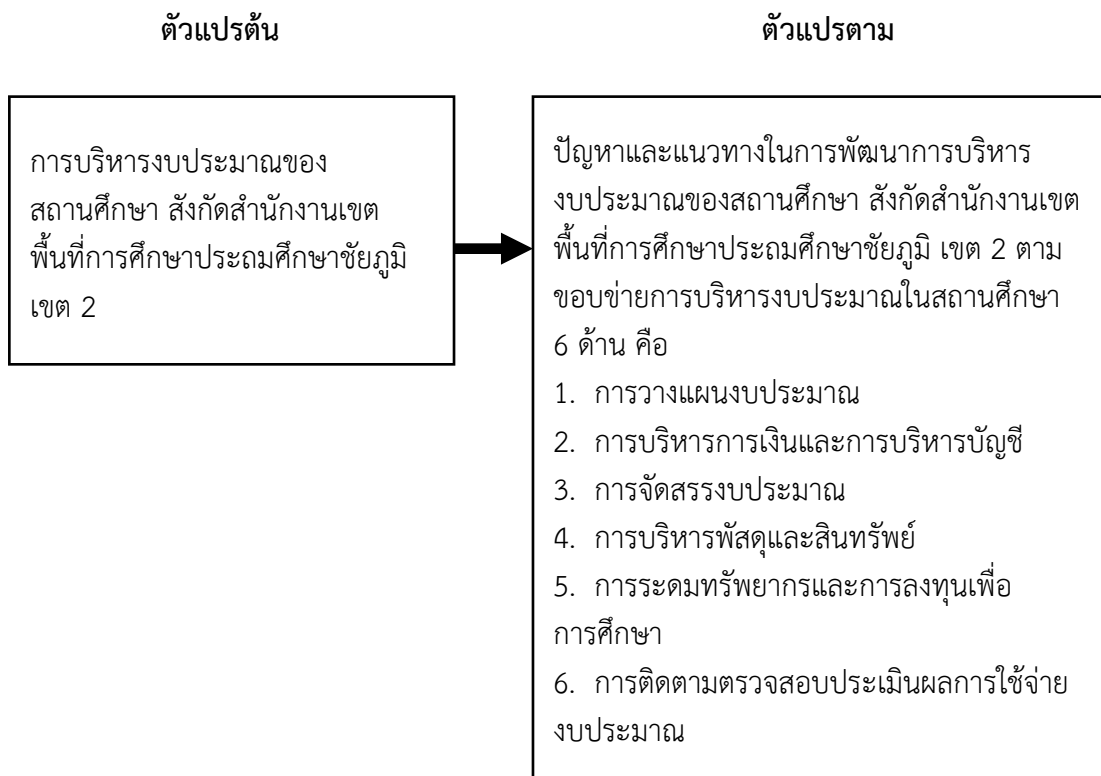 ตัวแปรต้น
ตัวแปรตาม
การบริหารงบประมาณของ
สถานศึกษา สังกัดสำนักงานเขต
พื้นที่การศึกษาประถมศึกษาชัยภูมิ
เขต 2
ปัญหาและแนวทางในการพัฒนาการบริหาร
งบประมาณของสถานศึกษา สังกัดสำนักงานเขต
พื้นที่การศึกษาประถมศึกษาชัยภูมิ เขต 2 ตาม
ขอบข่ายการบริหารงบประมาณในสถานศึกษา
6 ด้าน คือ
1. การวางแผนงบประมาณ
2. การบริหารการเงินและการบริหารบัญชี
3. การจัดสรรงบประมาณ
4. การบริหารพัสดุและสินทรัพย์
5. การระดมทรัพยากรและการลงทุนเพื่อ
การศึกษา
6. การติดตามตรวจสอบประเมินผลการใช้จ่าย
งบประมาณ